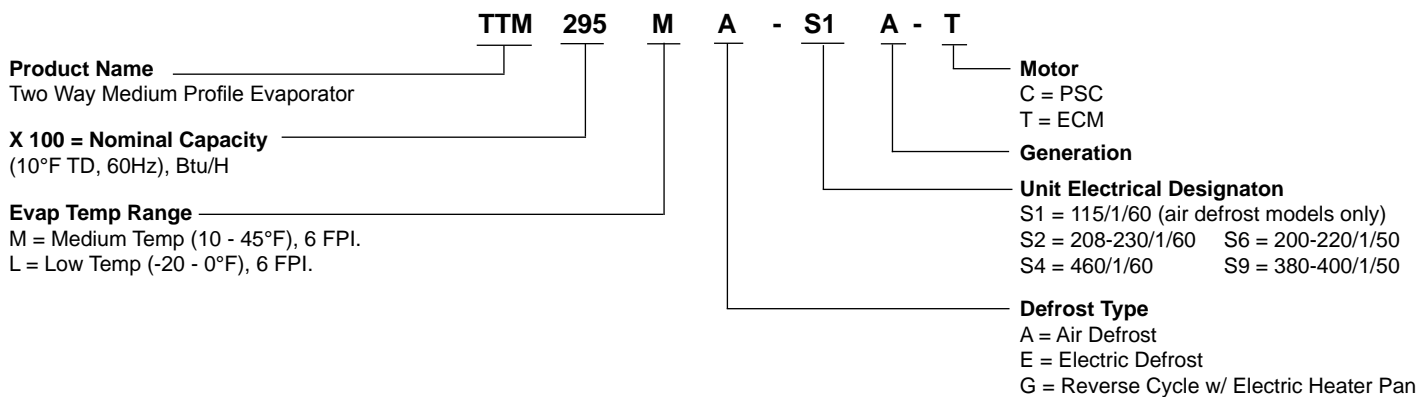 TTM 295 M A - S1 A - T
Product Name
Two Way Medium Profile Evaporator
X 100 = Nominal Capacity
(10°F TD, 60Hz), Btu/H
Evap Temp Range
M = Medium Temp (10 - 45°F), 6 FPI.
L = Low Temp (-20 - 0°F), 6 FPI.
Motor
C = PSC
T = ECM
Generation
Unit Electrical Designaton
S1 = 115/1/60 (air defrost models only)
S2 = 208-230/1/60 S6 = 200-220/1/50
S4 = 460/1/60 S9 = 380-400/1/50
Defrost Type
A = Air Defrost
E = Electric Defrost
G = Reverse Cycle w/ Electric Heater Pan